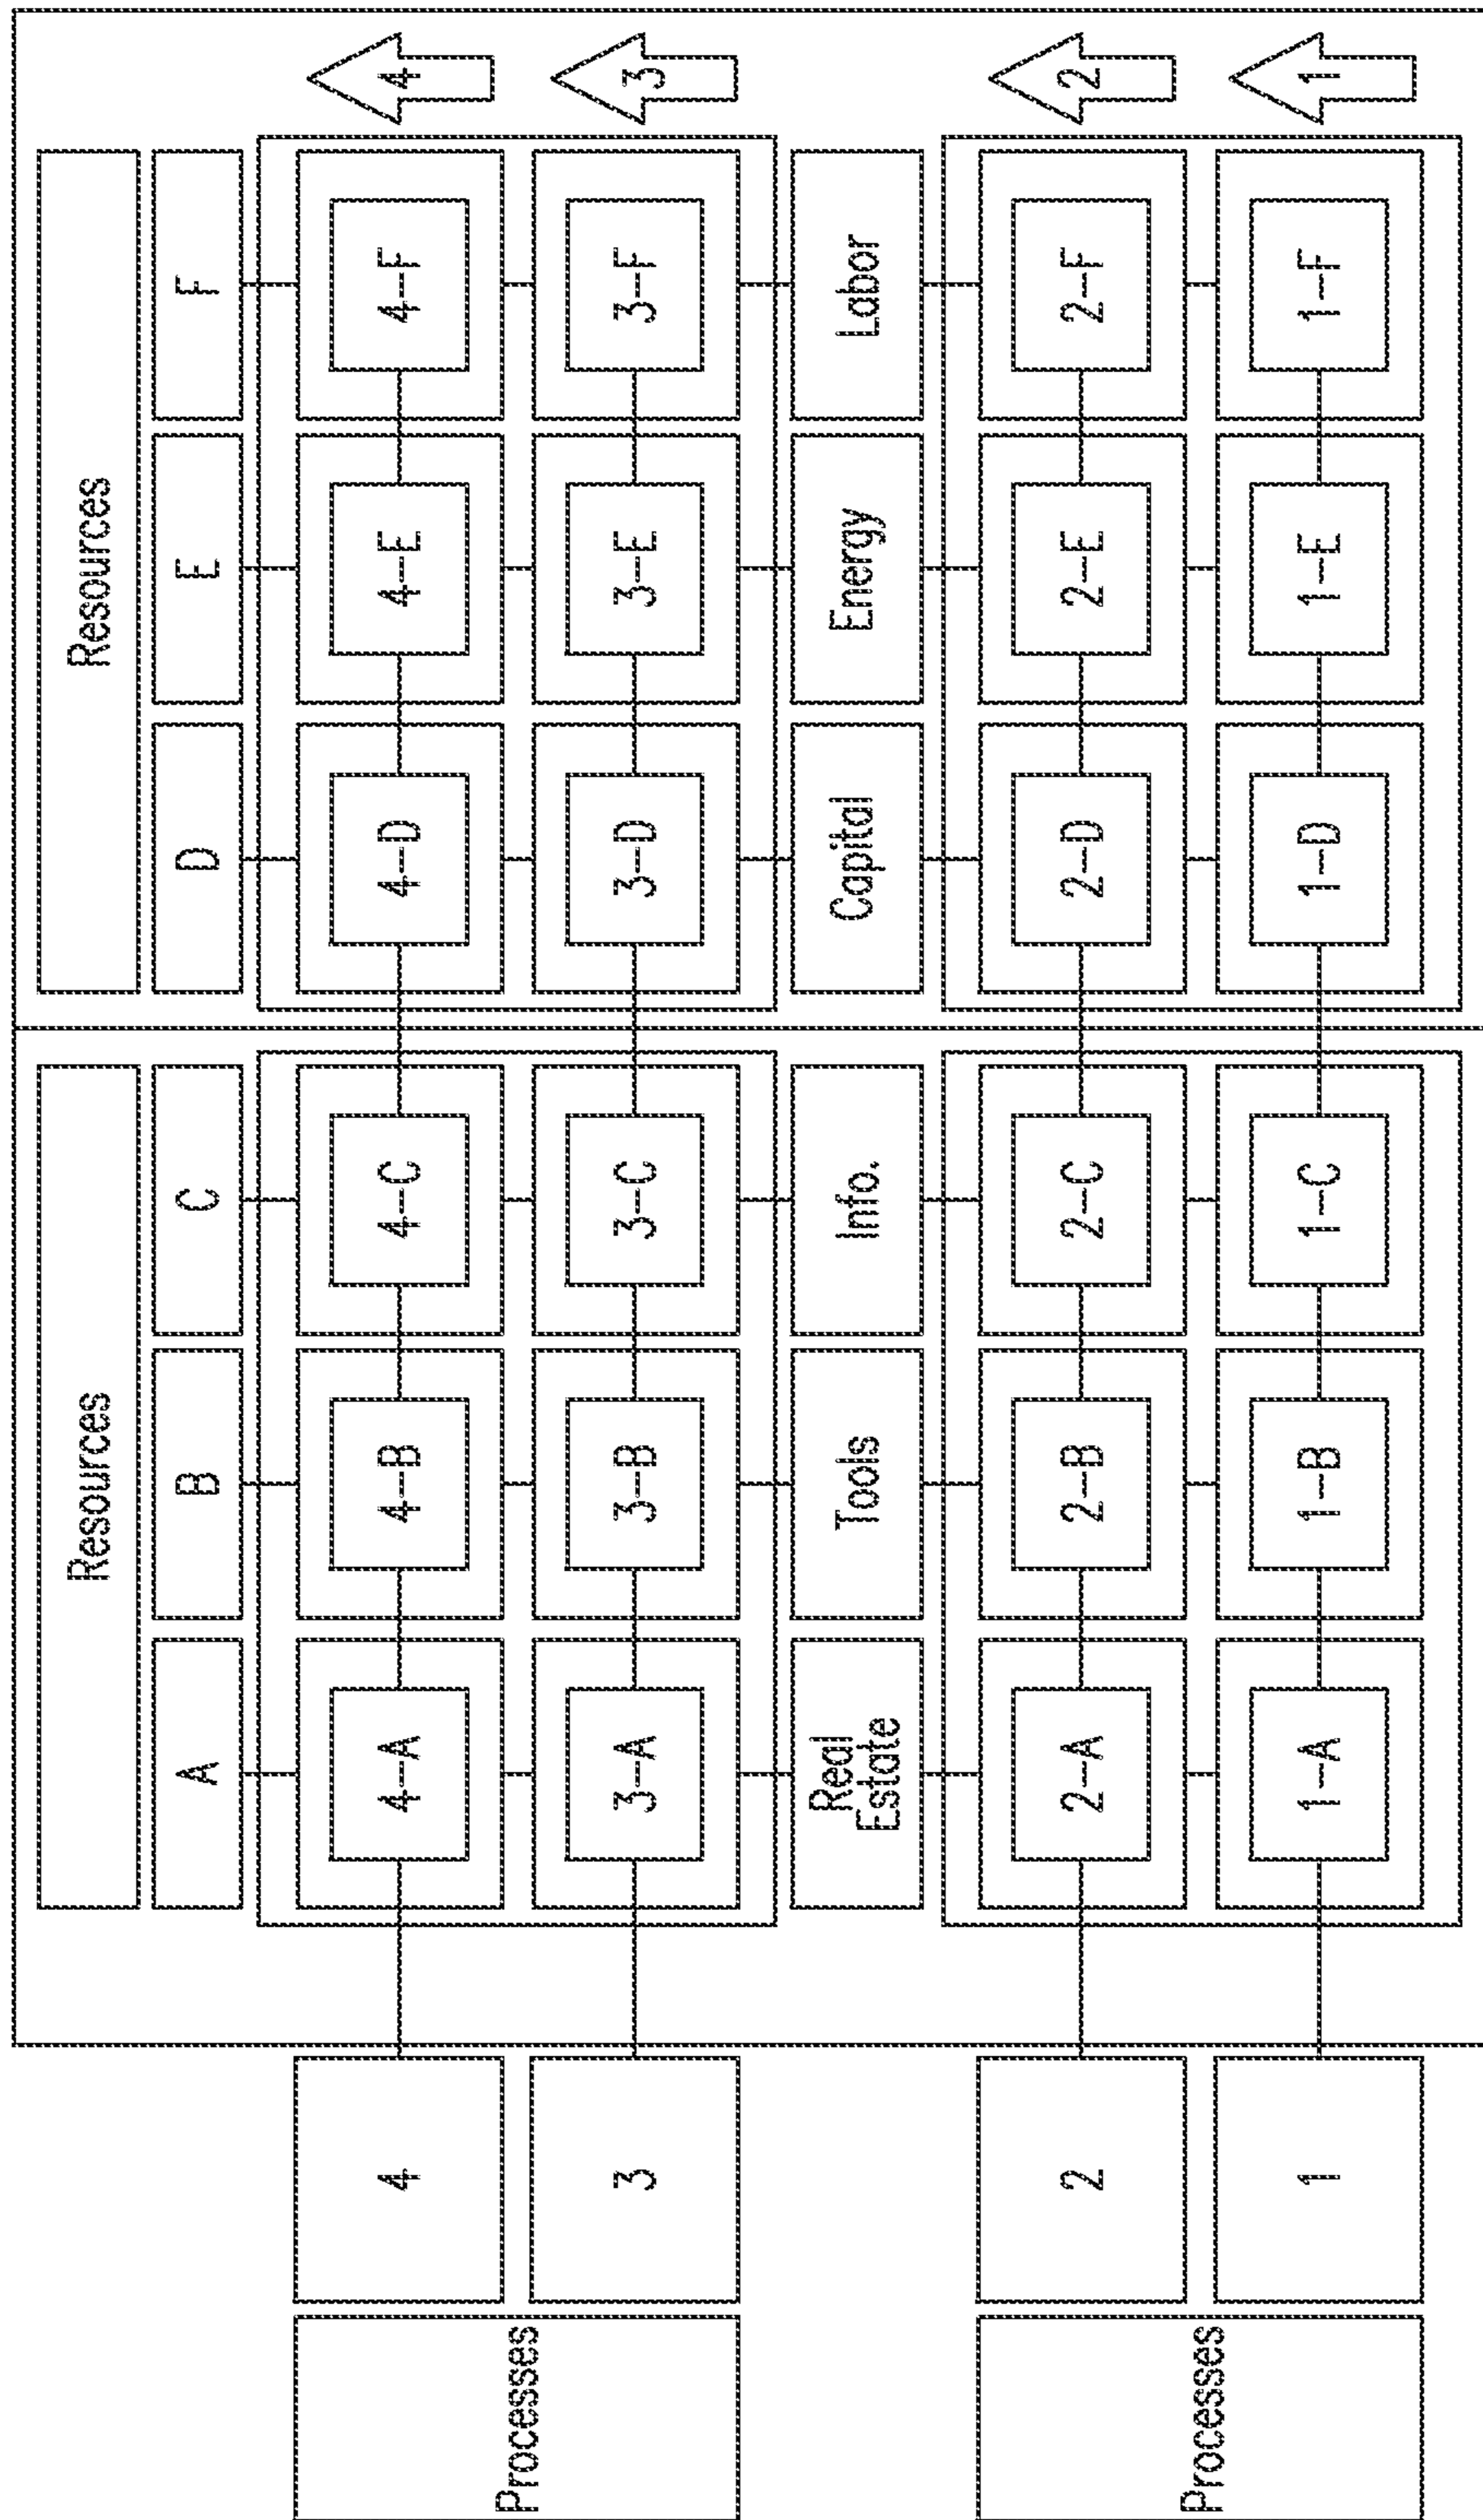 Resources
Resources
A
B
C
D
E
F
Processes
4
4-A
4-B
4-C
4-D
4-E
4-F
4
3
3-A
3-B
3-C
3-D
3-E
3-F
3
Real
Estate
Tools
Info.
Capital
Energy
Labor
Processes
2
2-A
2-B
2-C
2-D
2-E
2-F
2
1
1-A
1-B
1-C
1-D
1-E
1-F
1